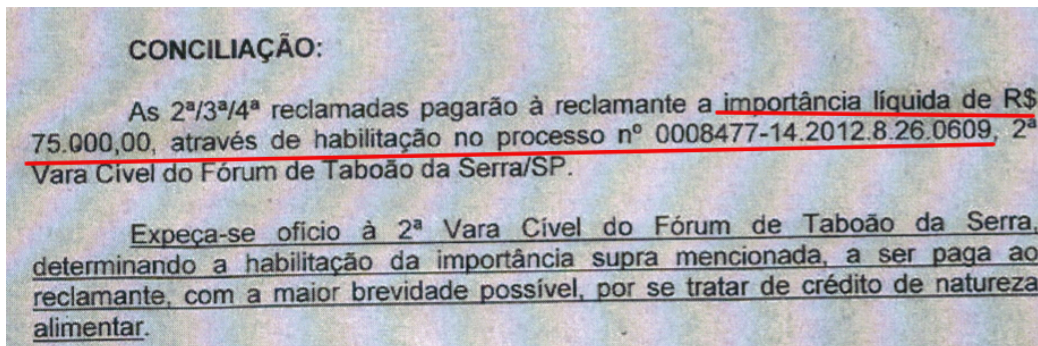 CONCILIAÇÃO:
As 2ª/3ª/4ª reclamadas pagarão à reclamante a importância líquida de R$
75.000,00, através de habilitação no processo nº 0008477-14.2012.8.26.0609, 2ª
Vara Cível do Fórum de Taboão da Serra/SP.
Expeça-se ofício à 2ª Vara Cível do Fórum de Taboão da Serra,
determinando a habilitação da importância supra mencionada, a ser paga ao
reclamante, com a maior brevidade possível, por se tratar de crédito de natureza
alimentar.